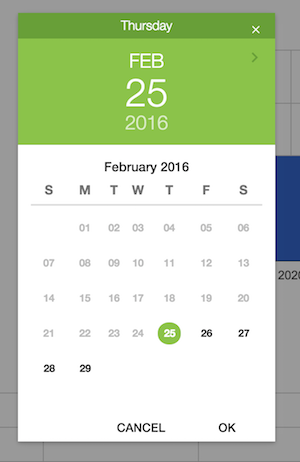 Thursday ×
FEB
25
2016
February 2016
S M T W T F S
01 02 03 04 05 06
07 08 09 10 11 12 13
14 15 16 17 18 19 20
21 22 23 24 25 26 27
28 29
CANCEL OK
2020